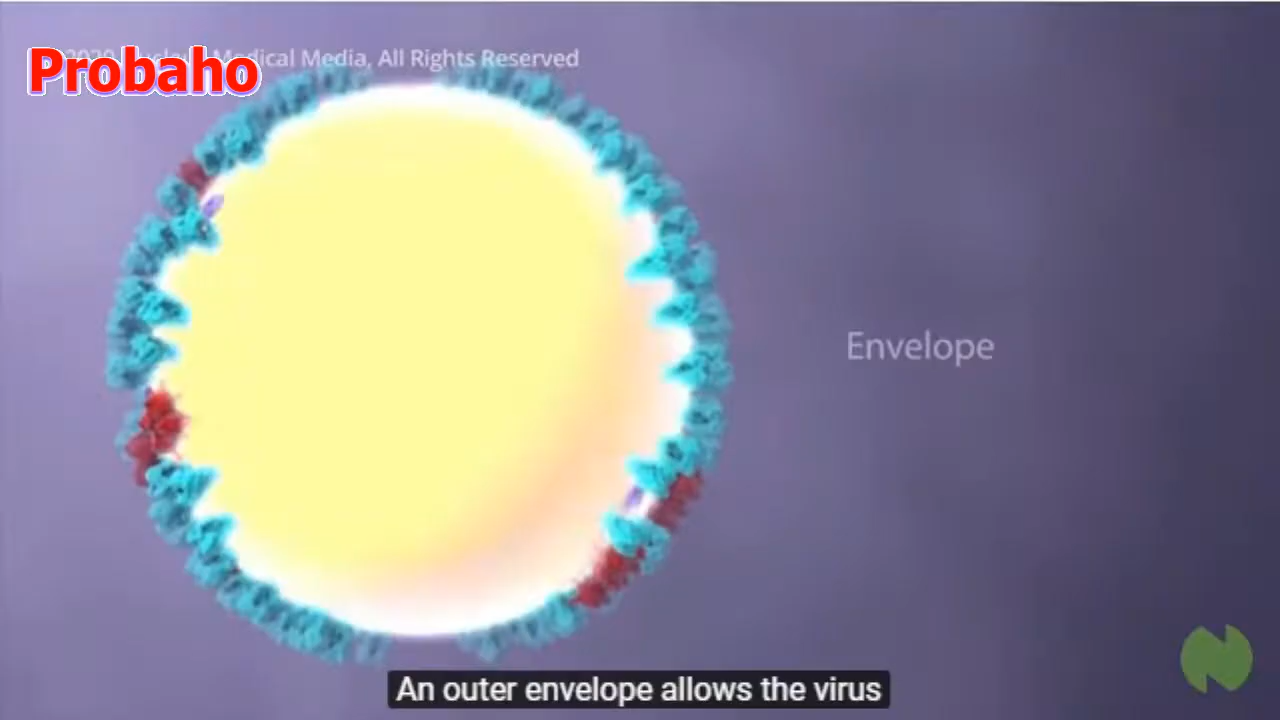 Probaho
Medical Media, All Rights Reserved
Envelope
An outer envelope allows the virus